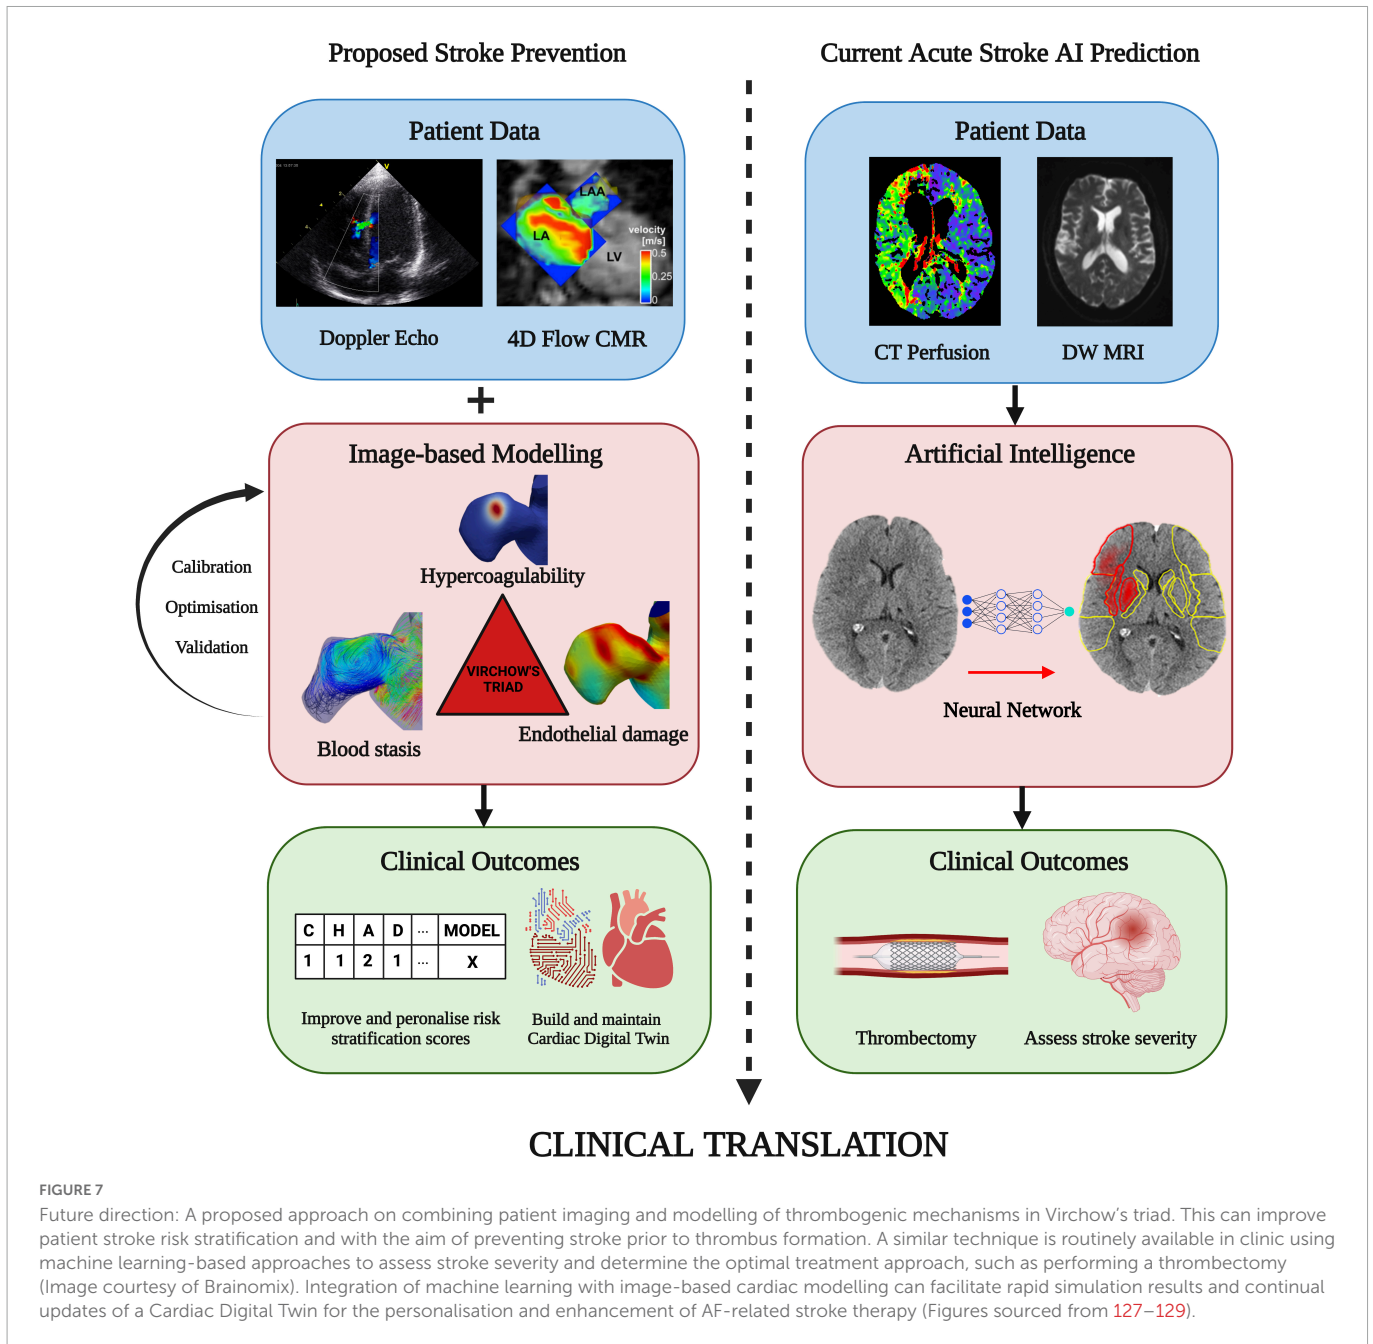 Proposed Stroke Prevention
Current Acute Stroke AI Prediction
Patient Data
V
LAA
LA
LV
velocity
[m/s]
0.5
0.25
0
Doppler Echo
4D Flow CMR
Patient Data
CT Perfusion
DW MRI
+
Image-based Modelling
Hypercoagulability
VIRCHOW'S
TRIAD
Blood stasis
Endothelial damage
Calibration
Optimisation
Validation
Artificial Intelligence
Neural Network
Clinical Outcomes
C H A D ... MODEL
1 1 2 1 ... X
Improve and peronalise risk
stratification scores
Build and maintain
Cardiac Digital Twin
Clinical Outcomes
Thrombectomy
Assess stroke severity
CLINICAL TRANSLATION
FIGURE 7
Future direction: A proposed approach on combining patient imaging and modelling of thrombogenic mechanisms in Virchow's triad. This can improve
patient stroke risk stratification and with the aim of preventing stroke prior to thrombus formation. A similar technique is routinely available in clinic using
machine learning-based approaches to assess stroke severity and determine the optimal treatment approach, such as performing a thrombectomy
(Image courtesy of Brainomix). Integration of machine learning with image-based cardiac modelling can facilitate rapid simulation results and continual
updates of a Cardiac Digital Twin for the personalisation and enhancement of AF-related stroke therapy (Figures sourced from 127–129).